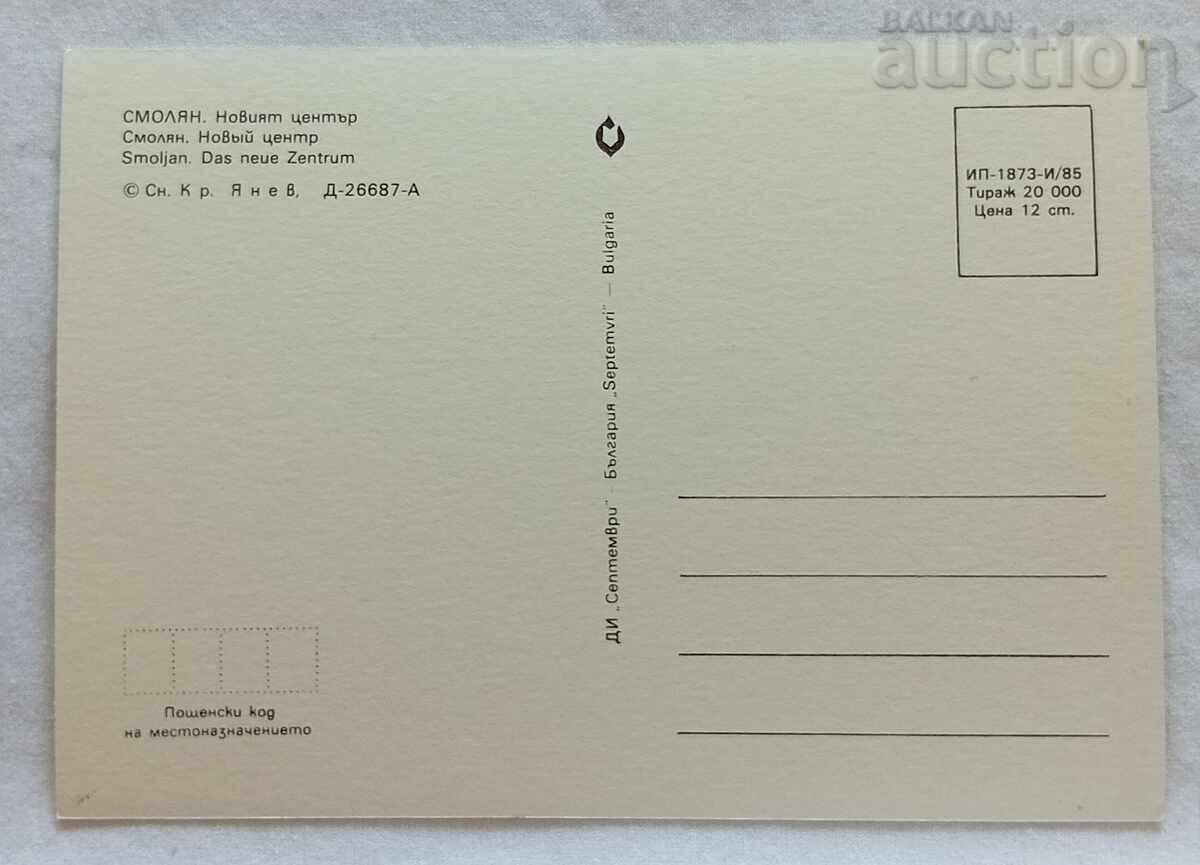 BALKAN
auction
СМОЛЯН. Новият център
Смолян. Новый центр
Smoljan. Das neue Zentrum
© Сн. Кр. Янев, Д-26687-А
ДИ „Септември" - България „Septemvri" — Bulgaria
ИП-1873-И/85
Тираж 20 000
Цена 12 ст.
Пощенски код
на местоназначението